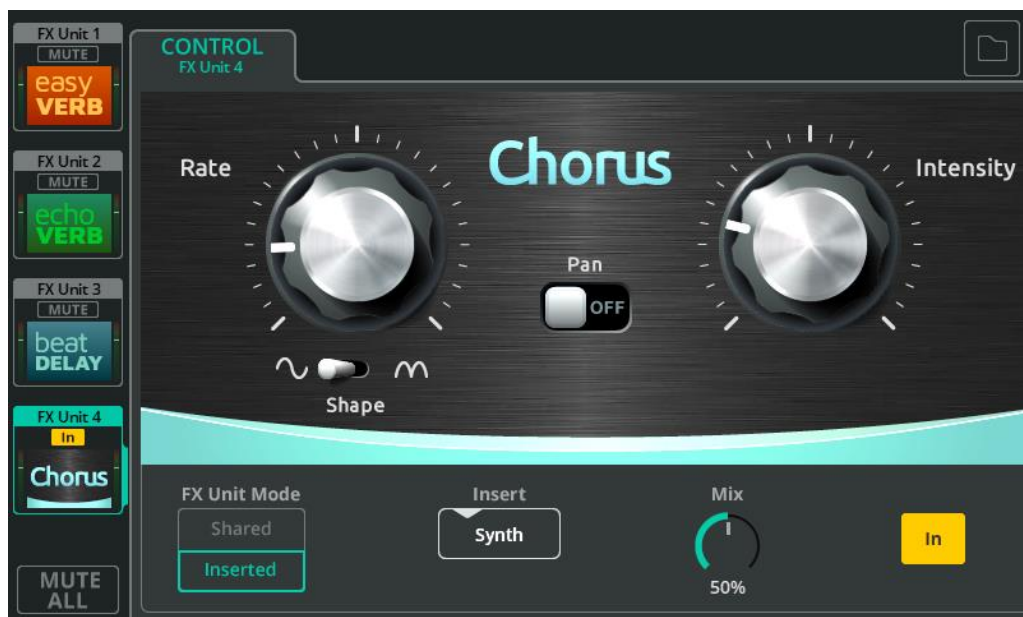 FX Unit 1
MUTE
easy
VERB
FX Unit 2
MUTE
echo
VERB
FX Unit 3
MUTE
beat
DELAY
FX Unit 4
In
Chorus
MUTE
ALL
CONTROL
FX Unit 4
Rate
Chorus
Intensity
Pan
OFF
Shape
FX Unit Mode
Shared
Inserted
Insert
Synth
Mix
50%
In